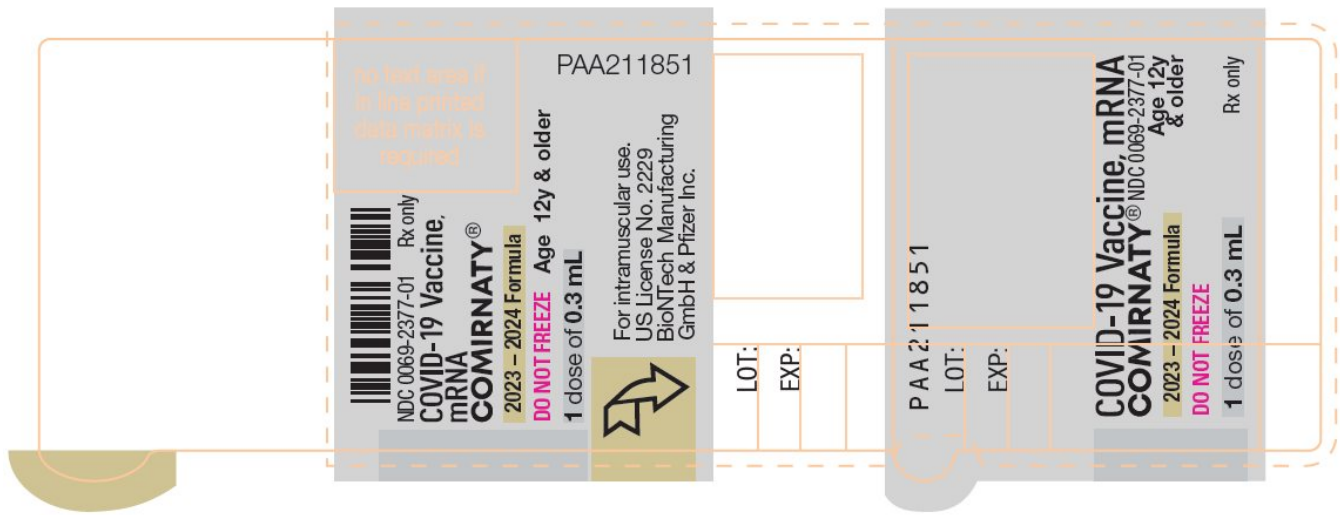 no text area if
in line printed
data matrix is
required
PAA211851
NDC 0069-2377-01 Rx only
COVID-19 Vaccine,
mRNA
COMIRNATY®
2023 – 2024 Formula
DO NOT FREEZE Age 12y & older
1 dose of 0.3 mL
For intramuscular use.
US License No. 2229
BioNTech Manufacturing
GmbH & Pfizer Inc.
LOT:
EXP:
PAA211851
LOT:
EXP:
COVID-19 Vaccine, mRNA
COMIRNATY® NDC 0069-2377-01
Age 12y
& older
2023 – 2024 Formula
DO NOT FREEZE
1 dose of 0.3 mL Rx only